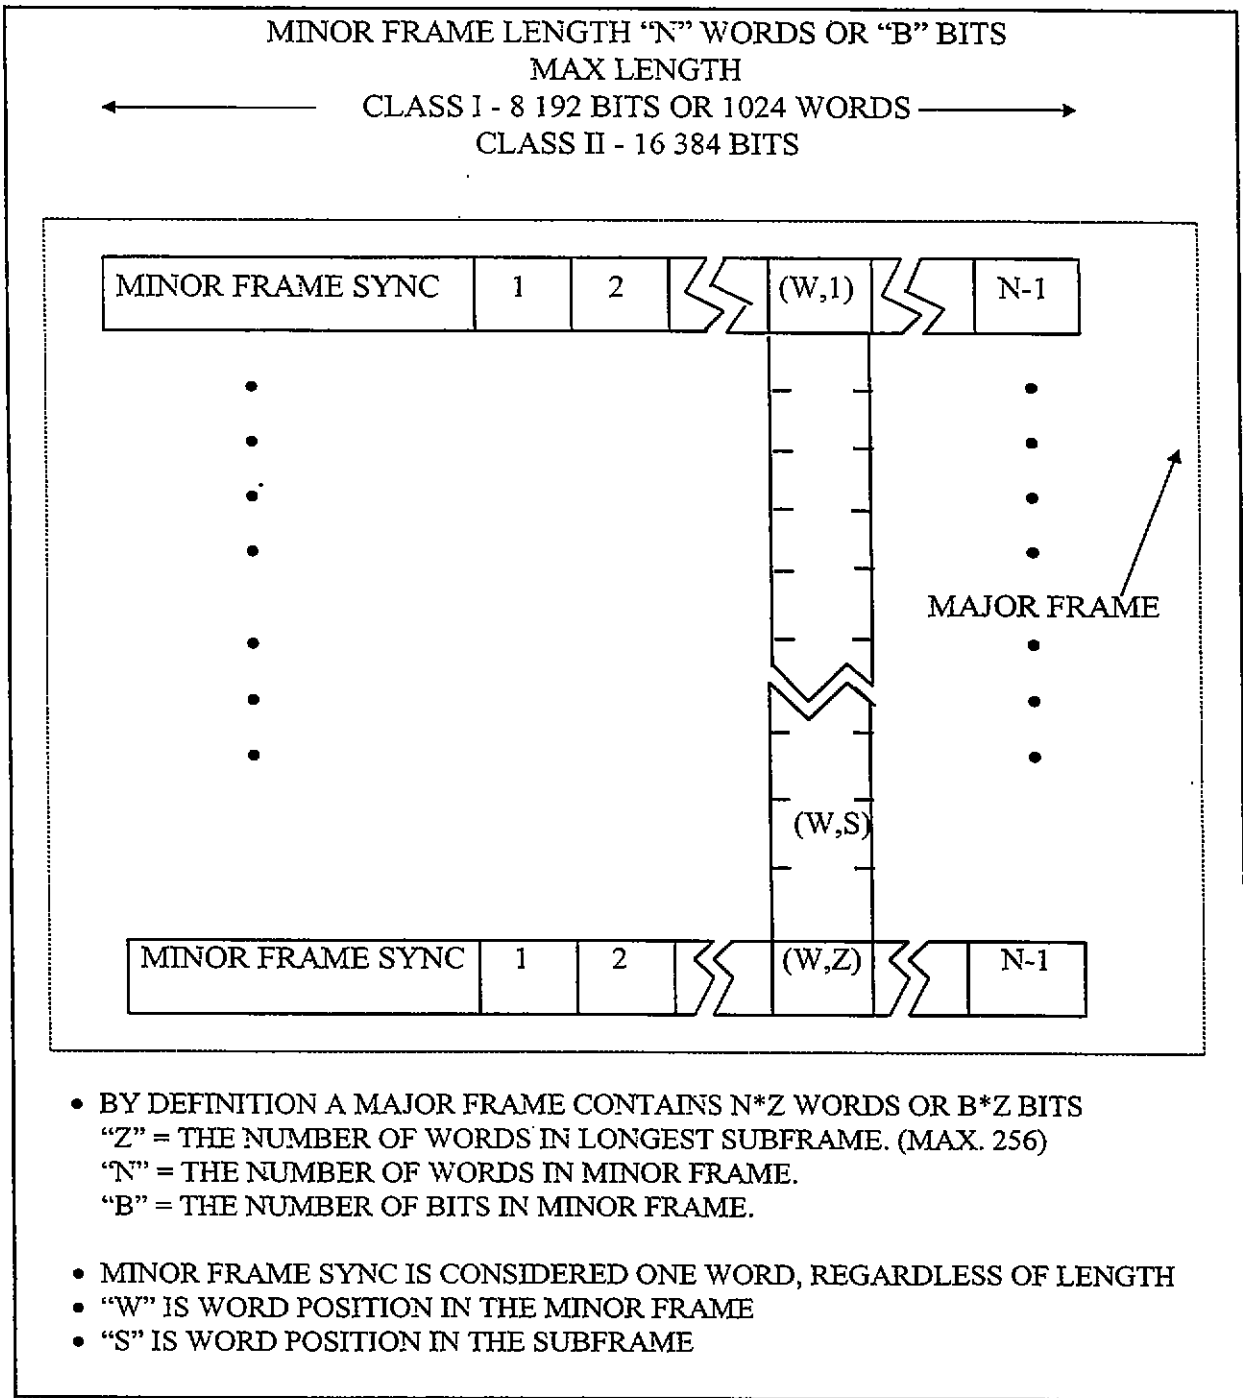 MINOR FRAME LENGTH “N” WORDS OR “B” BITS
MAX LENGTH
CLASS I - 8 192 BITS OR 1024 WORDS
CLASS II - 16 384 BITS
MINOR FRAME SYNC 1 2 (W,1) N-1
MAJOR FRAME
(W,S)
MINOR FRAME SYNC 1 2 (W,Z) N-1
• BY DEFINITION A MAJOR FRAME CONTAINS N*Z WORDS OR B*Z BITS
“Z” = THE NUMBER OF WORDS IN LONGEST SUBFRAME. (MAX. 256)
“N” = THE NUMBER OF WORDS IN MINOR FRAME.
“B” = THE NUMBER OF BITS IN MINOR FRAME.
• MINOR FRAME SYNC IS CONSIDERED ONE WORD, REGARDLESS OF LENGTH
• “W” IS WORD POSITION IN THE MINOR FRAME
• “S” IS WORD POSITION IN THE SUBFRAME